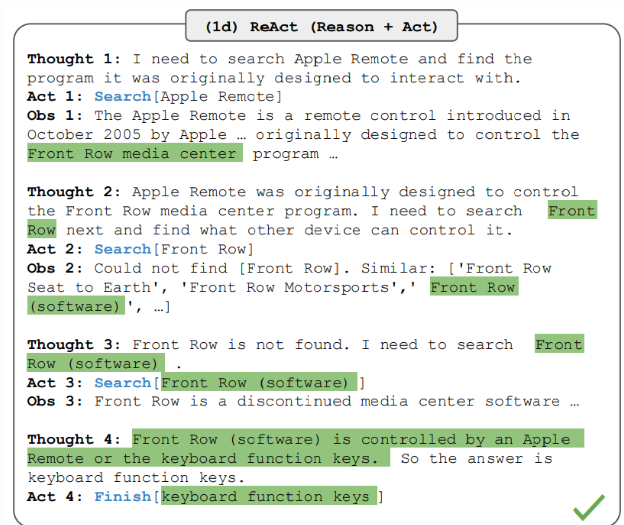 (1d) ReAct (Reason + Act)
Thought 1: I need to search Apple Remote and find the
program it was originally designed to interact with.
Act 1: Search[Apple Remote]
Obs 1: The Apple Remote is a remote control introduced in
October 2005 by Apple … originally designed to control the
Front Row media center program …
Thought 2: Apple Remote was originally designed to control
the Front Row media center program. I need to search Front
Row next and find what other device can control it.
Act 2: Search[Front Row]
Obs 2: Could not find [Front Row]. Similar: ['Front Row
Seat to Earth', 'Front Row Motorsports',' Front Row
(software)', …]
Thought 3: Front Row is not found. I need to search Front
Row (software) .
Act 3: Search[Front Row (software) ]
Obs 3: Front Row is a discontinued media center software …
Thought 4: Front Row (software) is controlled by an Apple
Remote or the keyboard function keys. So the answer is
keyboard function keys.
Act 4: Finish[keyboard function keys ]